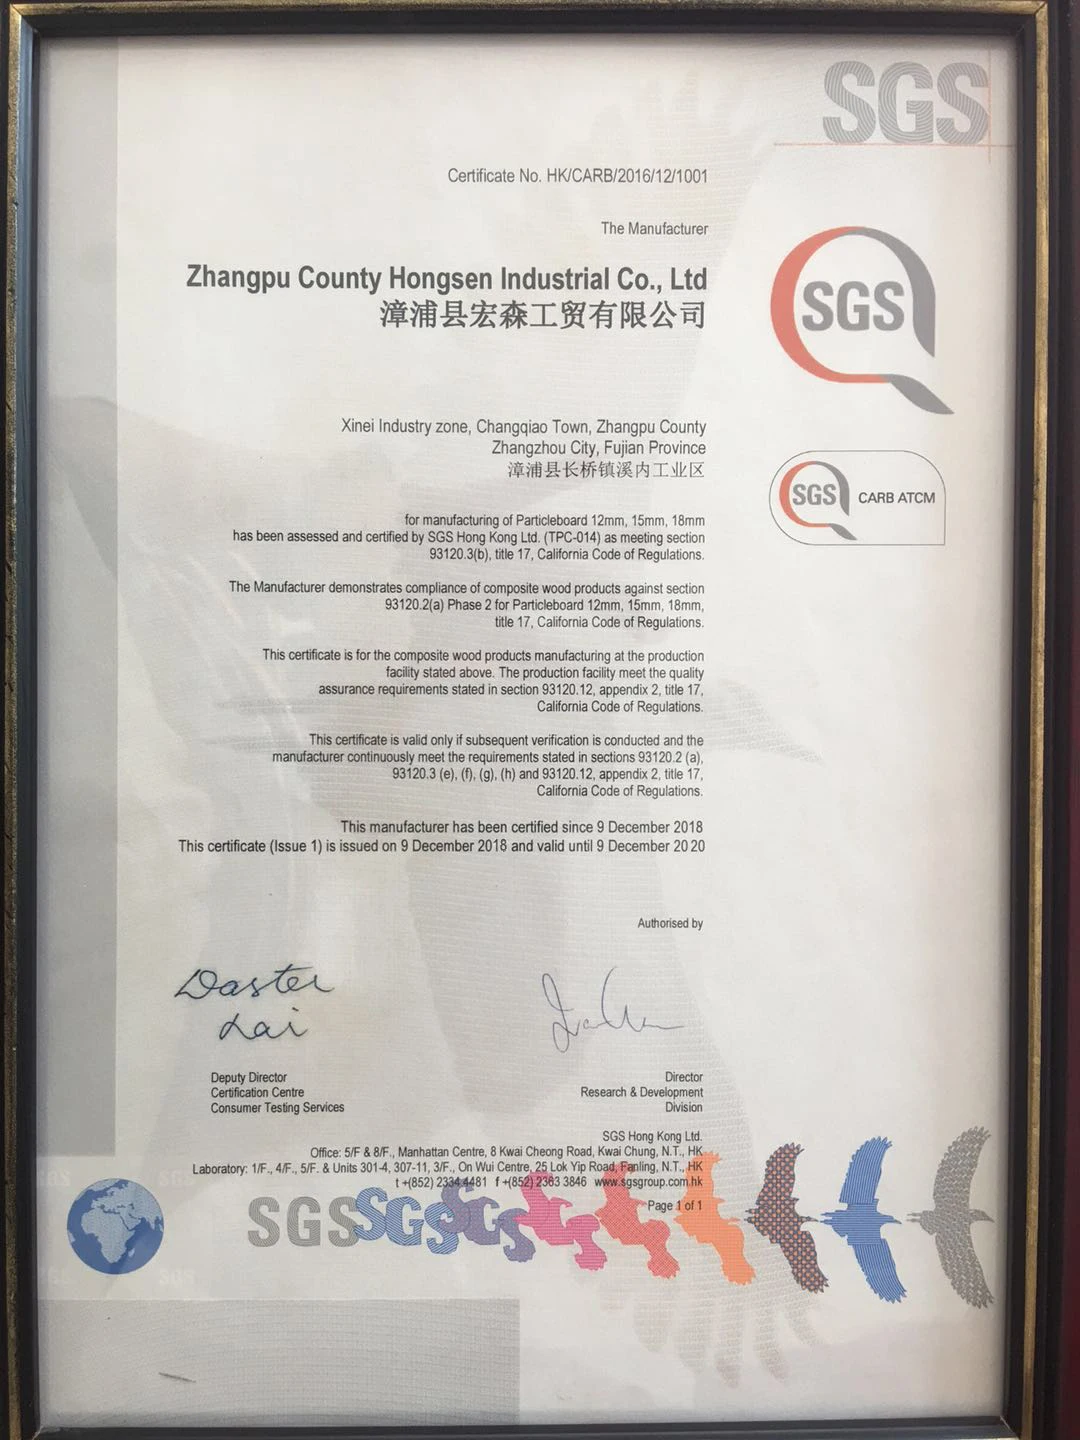 SGS
Certificate No. HK/CARB/2016/12/1001
The Manufacturer
Zhangpu County Hongsen Industrial Co., Ltd
漳浦县宏森工贸有限公司
SGS
Xinei Industry zone, Changqiao Town, Zhangpu County
Zhangzhou City, Fujian Province
漳浦县长桥镇溪内工业区
SGS CARB ATCM
for manufacturing of Particleboard 12mm, 15mm, 18mm
has been assessed and certified by SGS Hong Kong Ltd. (TPC-014) as meeting section
93120.3(b), title 17, California Code of Regulations.
The Manufacturer demonstrates compliance of composite wood products against section
93120.2(a) Phase 2 for Particleboard 12mm, 15mm, 18mm,
title 17, California Code of Regulations.
This certificate is for the composite wood products manufacturing at the production
facility stated above. The production facility meet the quality
assurance requirements stated in section 93120.12, appendix 2, title 17,
California Code of Regulations.
This certificate is valid only if subsequent verification is conducted and the
manufacturer continuously meet the requirements stated in sections 93120.2 (a),
93120.3 (e), (f), (g), (h) and 93120.12, appendix 2, title 17,
California Code of Regulations.
This manufacturer has been certified since 9 December 2018
This certificate (Issue 1) is issued on 9 December 2018 and valid until 9 December 2020
Authorised by
Daster
Lai
Deputy Director
Certification Centre
Consumer Testing Services
Director
Research & Development
Division
SGS Hong Kong Ltd.
Office: 5/F & 8/F., Manhattan Centre, 8 Kwai Cheong Road, Kwai Chung, N.T., HK
Laboratory: 1/F., 4/F., 5/F. & Units 301-4, 307-11, 3/F., On Wui Centre, 25 Lok Yip Road, Fanling, N.T., HK
t +(852) 2334 4481 f +(852) 2363 3846 www.sgsgroup.com.hk
Page 1 of 1
SGS SGS SGS